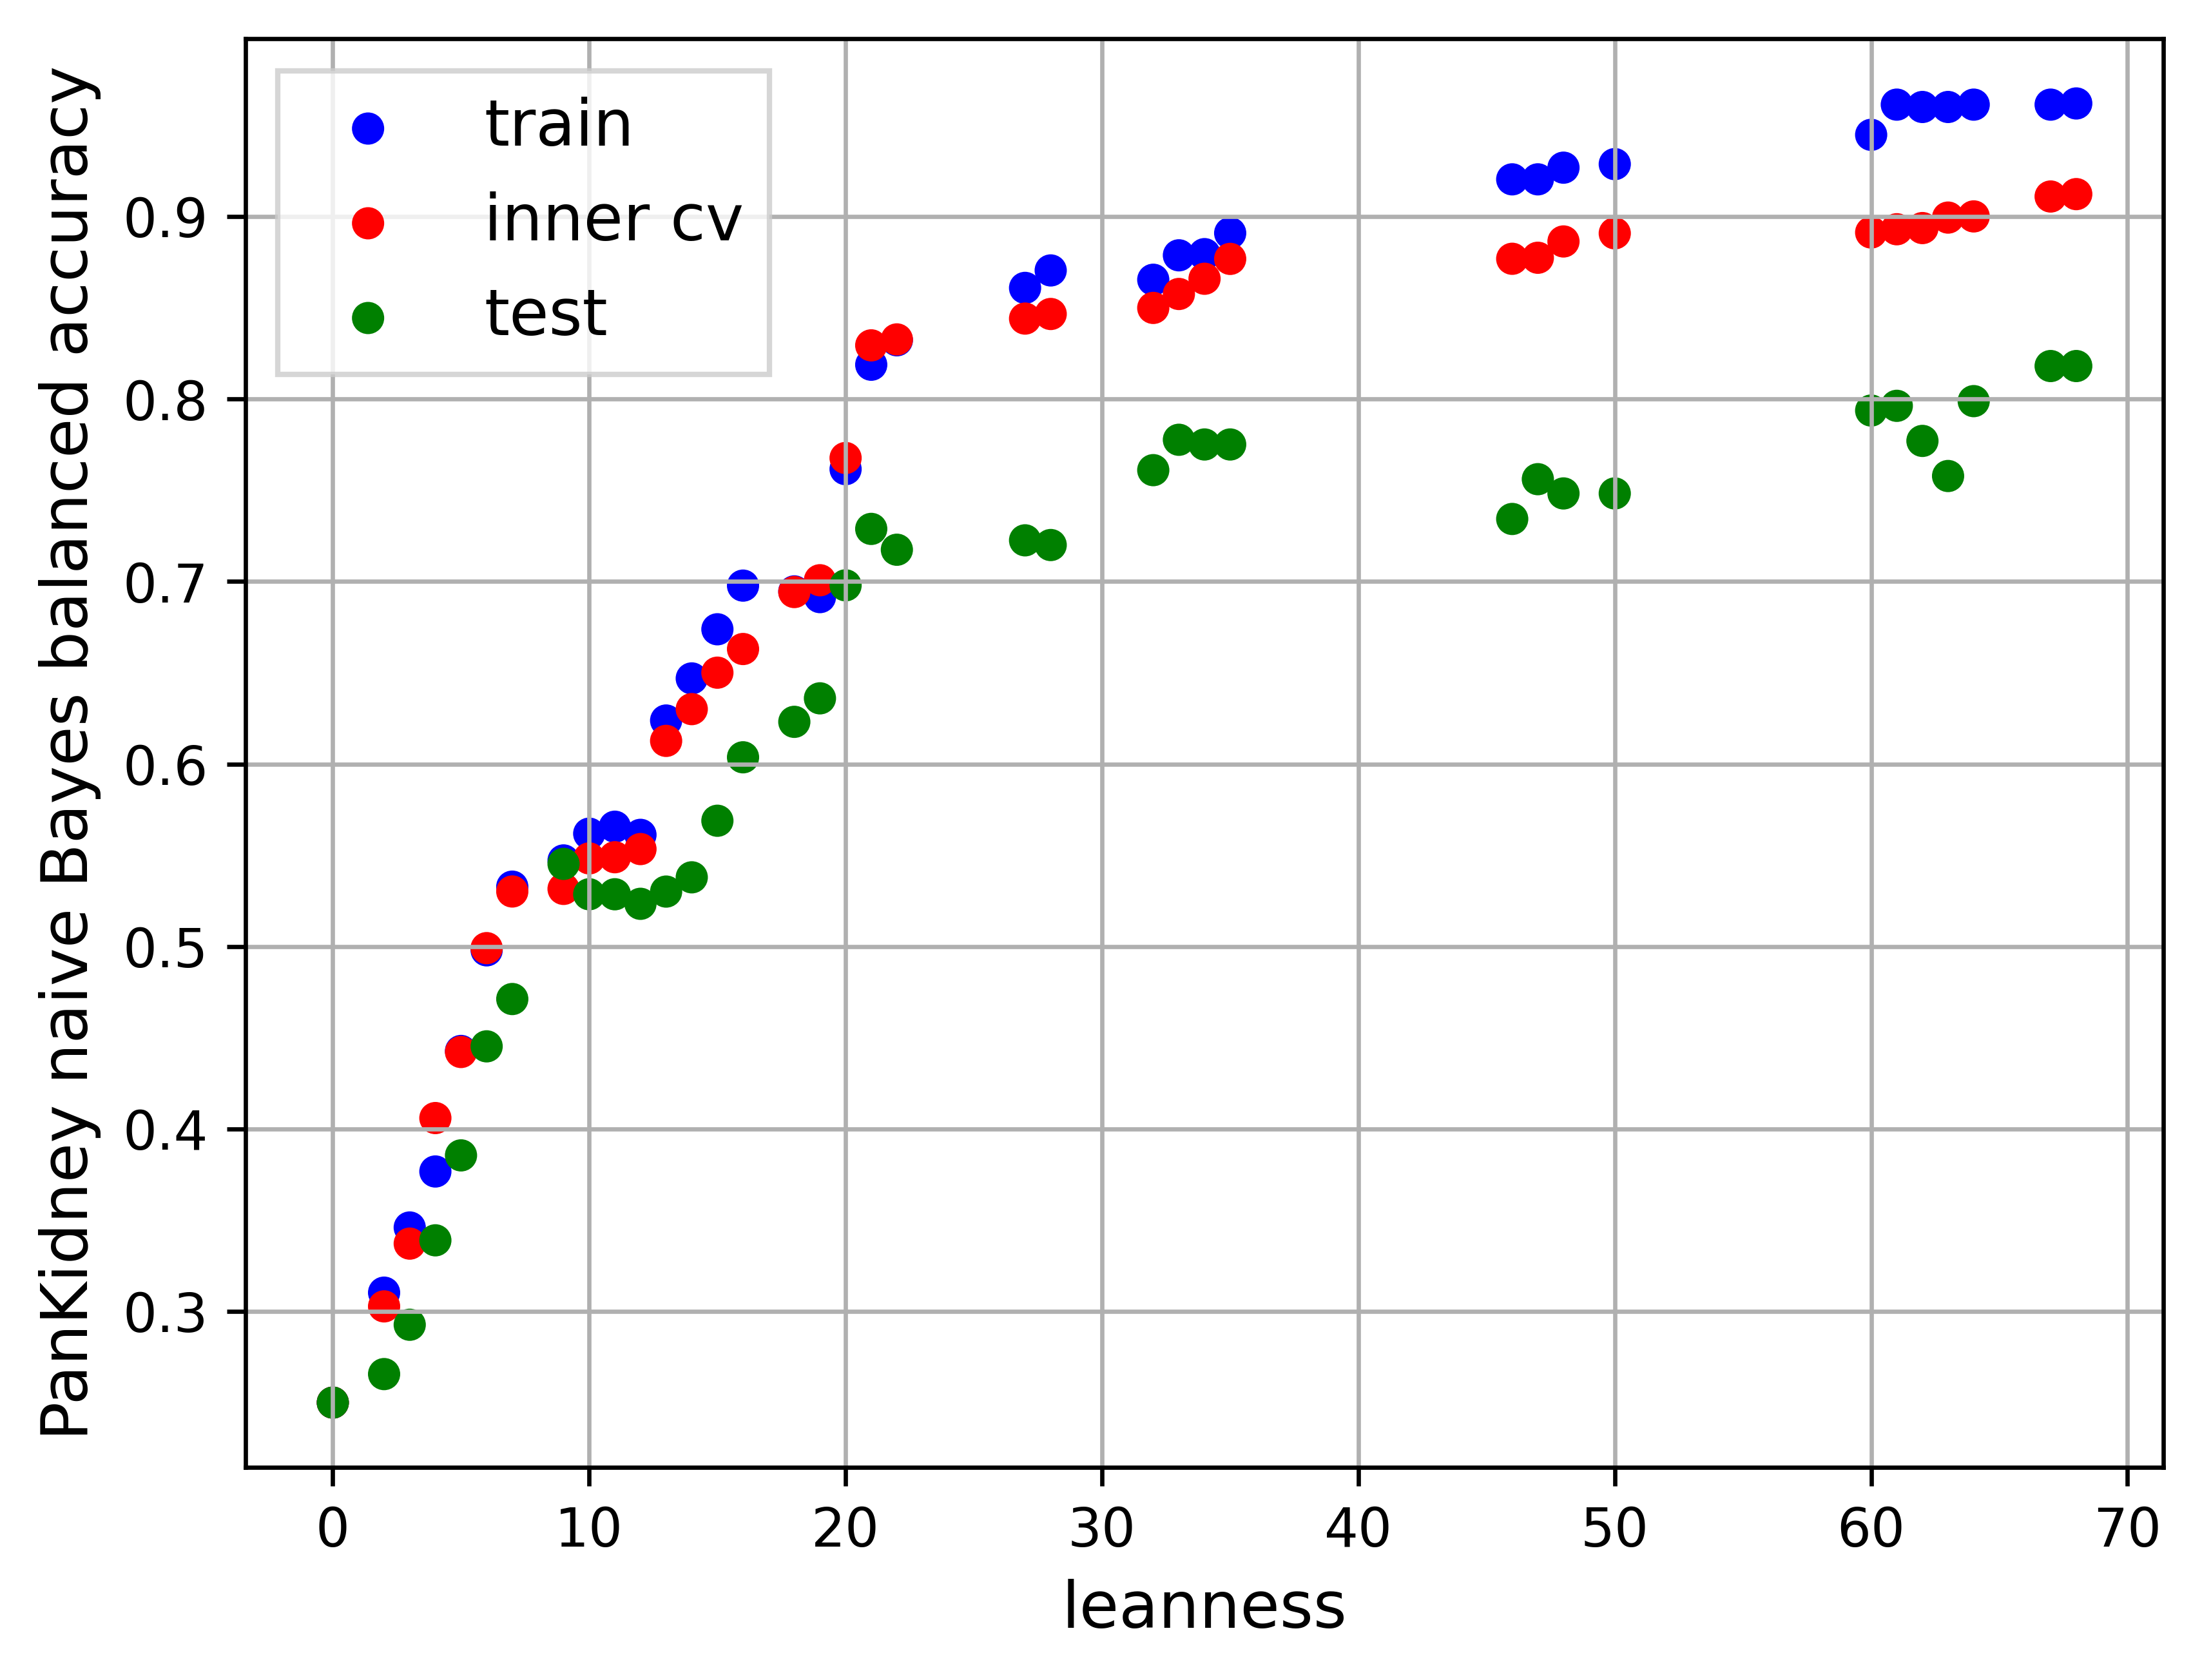 train
inner cv
test
PanKidney naive Bayes balanced accuracy
0.9
0.8
0.7
0.6
0.5
0.4
0.3
0 10 20 30 40 50 60 70
leanness